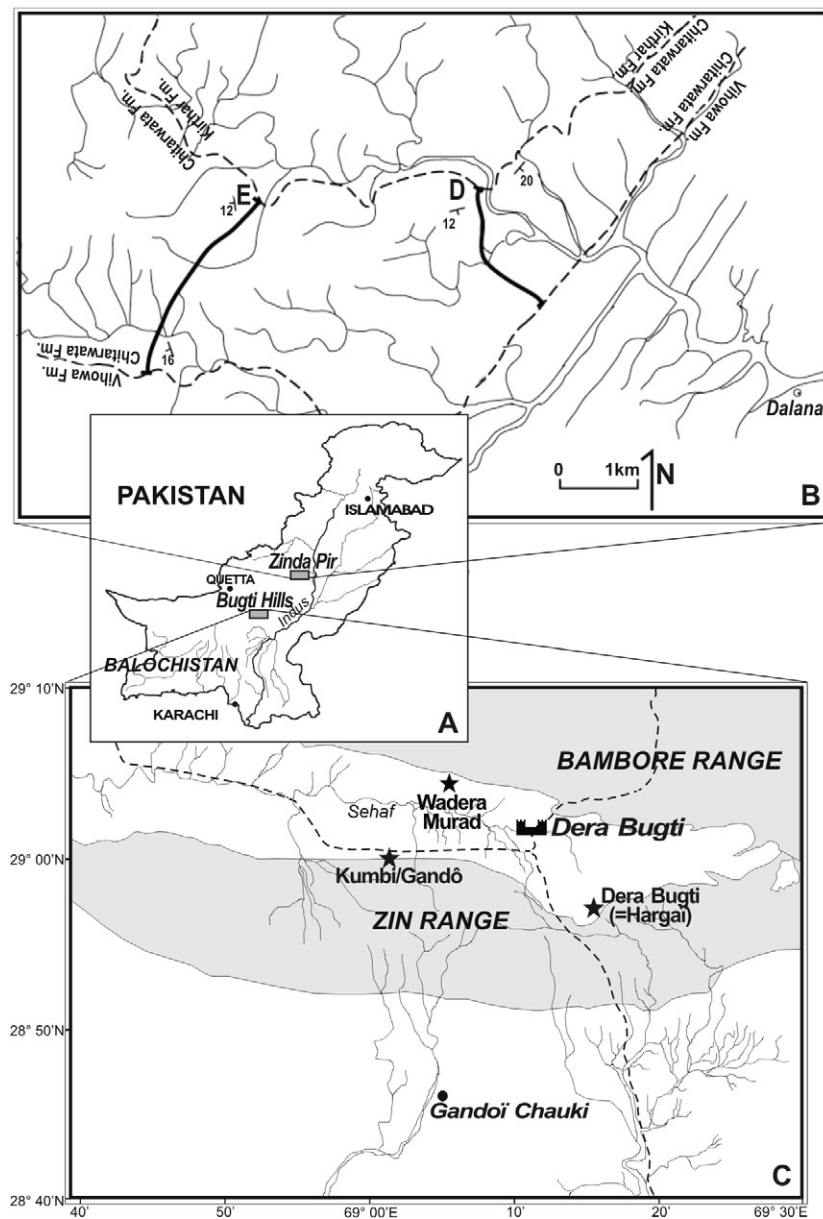 Kirthar Fm.
Chitarwata Fm.
Kirthar Fm.
Chitarwata Fm.
Chitarwata Fm.
Vihowa Fm.
E
12
D
12
20
16
Chitarwata Fm.
Vihowa Fm.
Dalana
0 1km
N
B
PAKISTAN
ISLAMABAD
Zinda Pir
QUETTA
Bugti Hills
Indus
BALOCHISTAN
KARACHI
A
29° 10'N
BAMBORE RANGE
Wadera
Murad
Sehaf
Dera Bugti
29° 00'N
Kumbi/Gandô
Dera Bugti
(=Hargaï)
ZIN RANGE
28° 50'N
Gandoï Chauki
C
28° 40'N
40'
50'
69° 00'E
10'
20'
69° 30'E